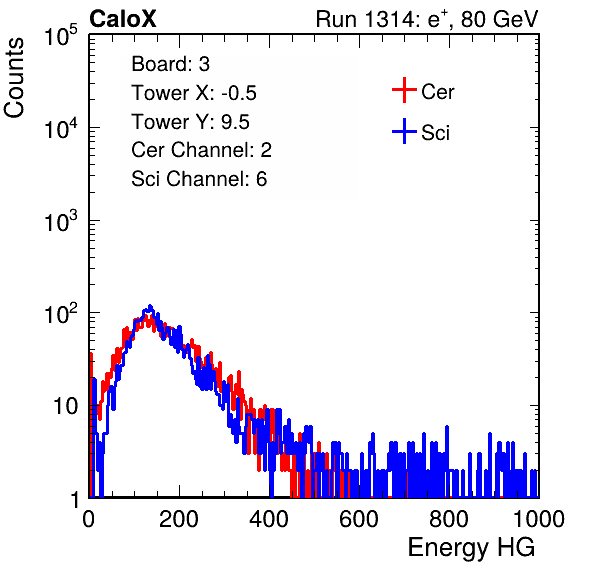 CaloX
Run 1314: e+, 80 GeV
Counts
10^5
10^4
10^3
10^2
10
1
Board: 3
Tower X: -0.5
Tower Y: 9.5
Cer Channel: 2
Sci Channel: 6
Cer
Sci
0 200 400 600 800 1000
Energy HG